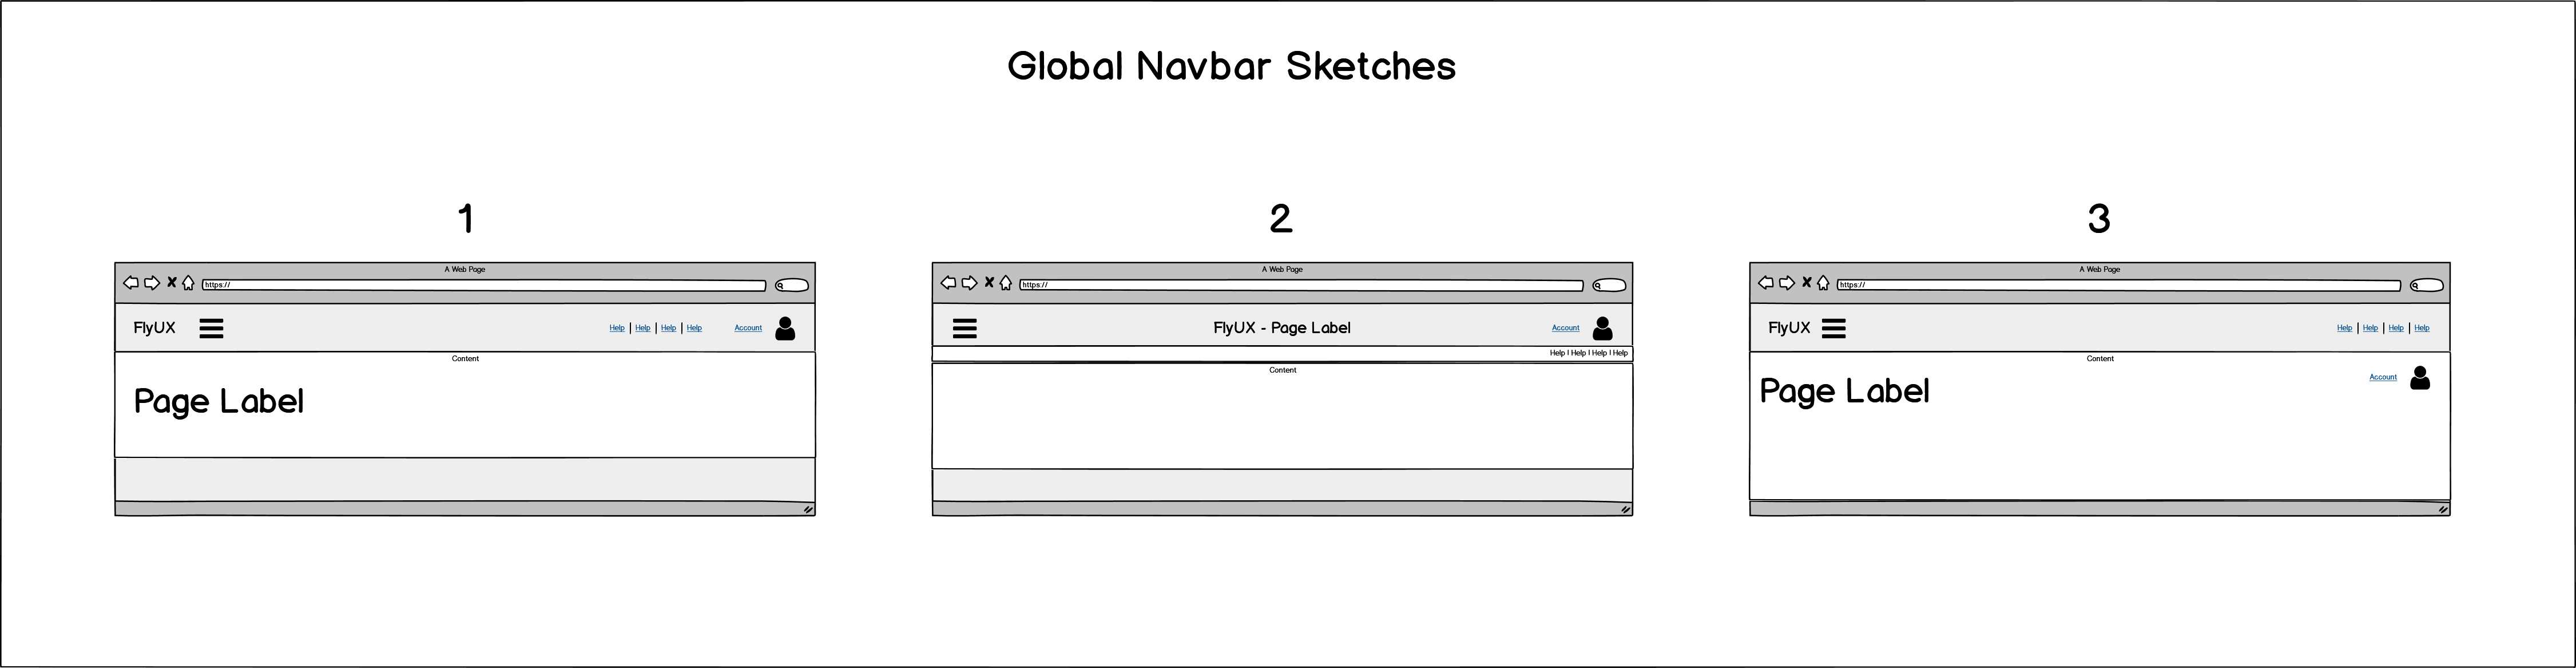 Global Navbar Sketches
1
A Web Page
https://
FlyUX
Help | Help | Help | Help
Account
Content
Page Label
2
A Web Page
https://
FlyUX - Page Label
Account
Help | Help | Help | Help
Content
3
A Web Page
https://
FlyUX
Help | Help | Help | Help
Content
Account
Page Label